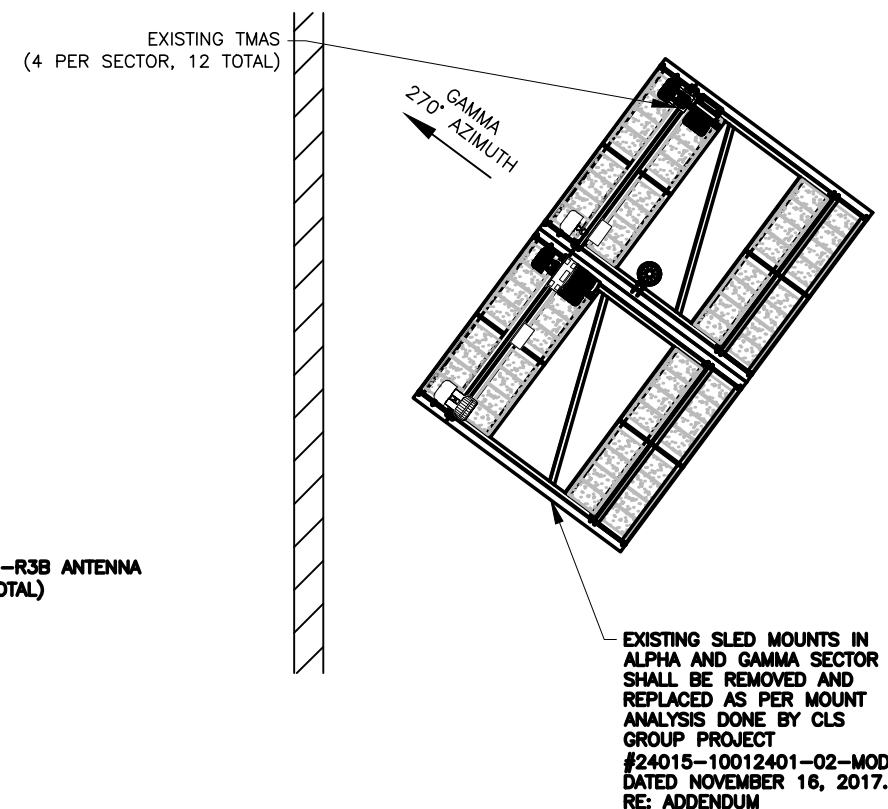 EXISTING TMAS
(4 PER SECTOR, 12 TOTAL)
GAMMA
270° AZIMUTH
-R3B ANTENNA
OTAL)
EXISTING SLED MOUNTS IN
ALPHA AND GAMMA SECTOR
SHALL BE REMOVED AND
REPLACED AS PER MOUNT
ANALYSIS DONE BY CLS
GROUP PROJECT
#24015-10012401-02-MOD
DATED NOVEMBER 16, 2017.
RE: ADDENDUM